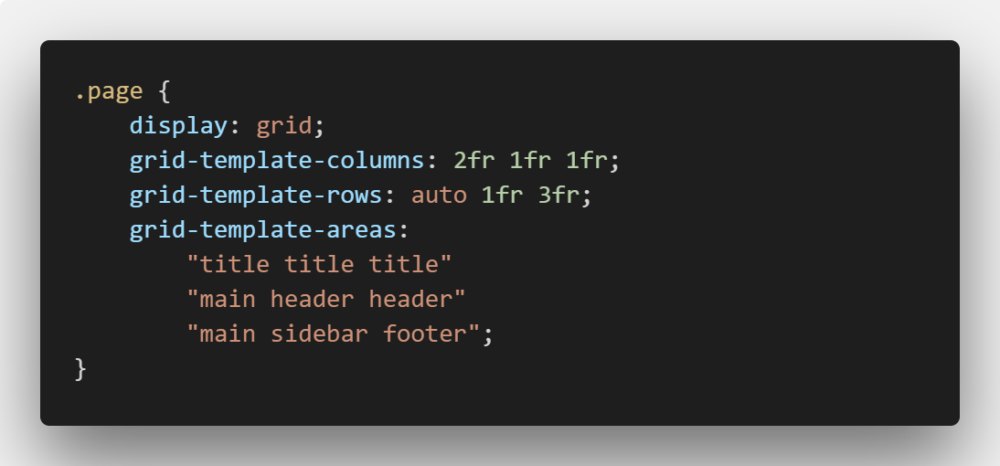 .page {
    display: grid;
    grid-template-columns: 2fr 1fr 1fr;
    grid-template-rows: auto 1fr 3fr;
    grid-template-areas:
        "title title title"
        "main header header"
        "main sidebar footer";
}